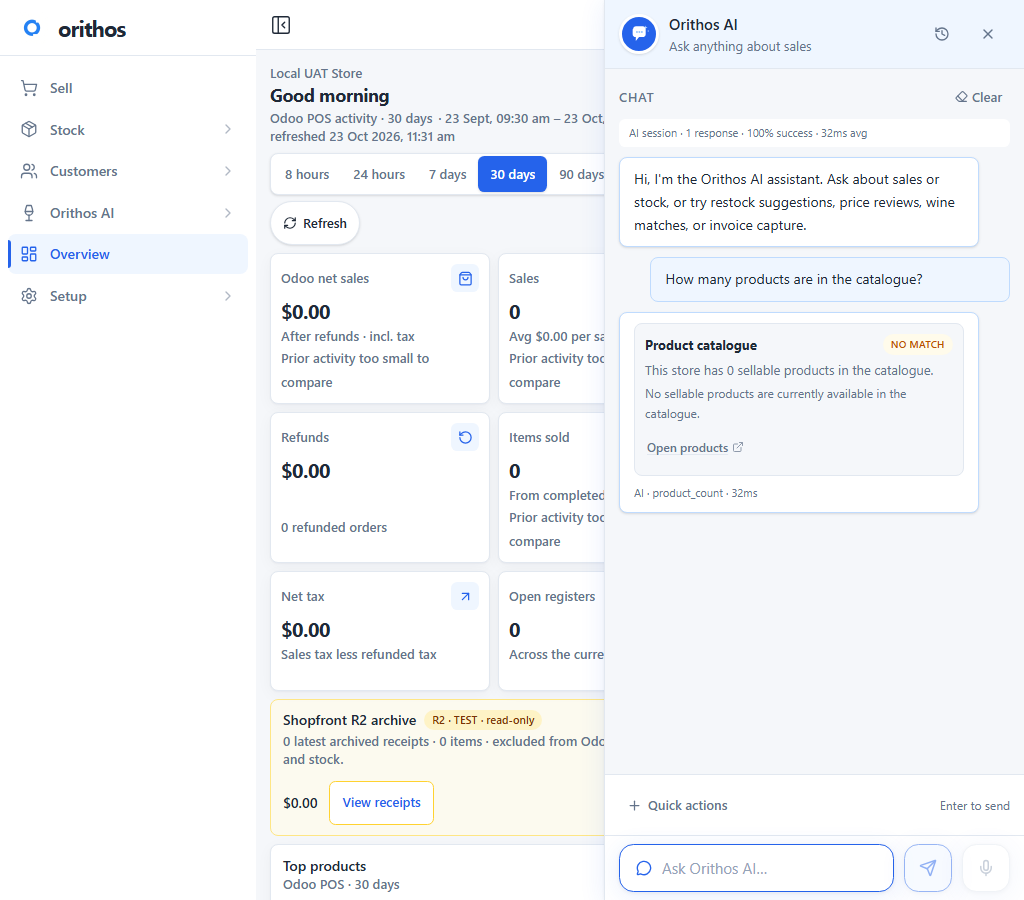 orithos
Sell
Stock
Customers
Orithos AI
Overview
Setup
Local UAT Store
Good morning
Odoo POS activity · 30 days · 23 Sept, 09:30 am – 23 Oct,
refreshed 23 Oct 2026, 11:31 am
8 hours 24 hours 7 days 30 days 90 days
Refresh
Odoo net sales
$0.00
After refunds · incl. tax
Prior activity too small to
compare
Sales
0
Avg $0.00 per sa
Prior activity too
compare
Refunds
$0.00
0 refunded orders
Items sold
0
From completed
Prior activity too
compare
Net tax
$0.00
Sales tax less refunded tax
Open registers
0
Across the curre
Shopfront R2 archive R2 · TEST · read-only
0 latest archived receipts · 0 items · excluded from Odo
and stock.
$0.00 View receipts
Top products
Odoo POS · 30 days
Orithos AI
Ask anything about sales
CHAT Clear
AI session · 1 response · 100% success · 32ms avg
Hi, I'm the Orithos AI assistant. Ask about sales or
stock, or try restock suggestions, price reviews, wine
matches, or invoice capture.
How many products are in the catalogue?
Product catalogue NO MATCH
This store has 0 sellable products in the catalogue.
No sellable products are currently available in the
catalogue.
Open products
AI · product_count · 32ms
Quick actions Enter to send
Ask Orithos AI...